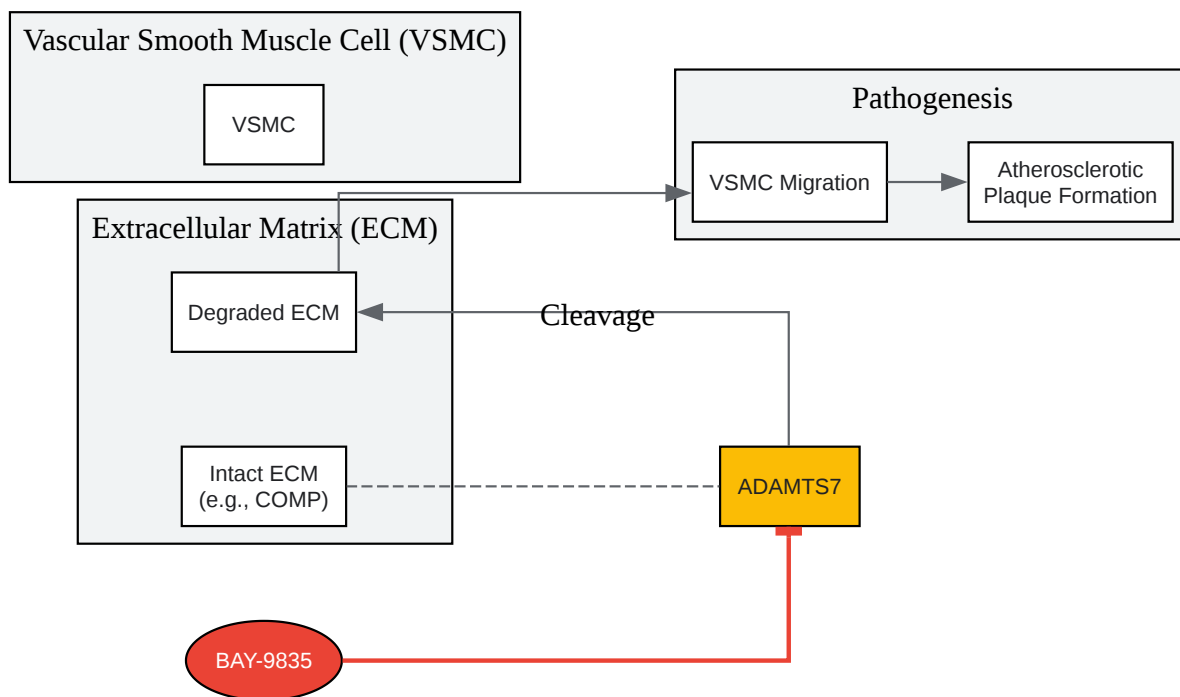 Vascular Smooth Muscle Cell (VSMC)
VSMC
Pathogenesis
VSMC Migration
Atherosclerotic
Plaque Formation
Extracellular Matrix (ECM)
Degraded ECM
Cleavage
Intact ECM
(e.g., COMP)
ADAMTS7
BAY-9835